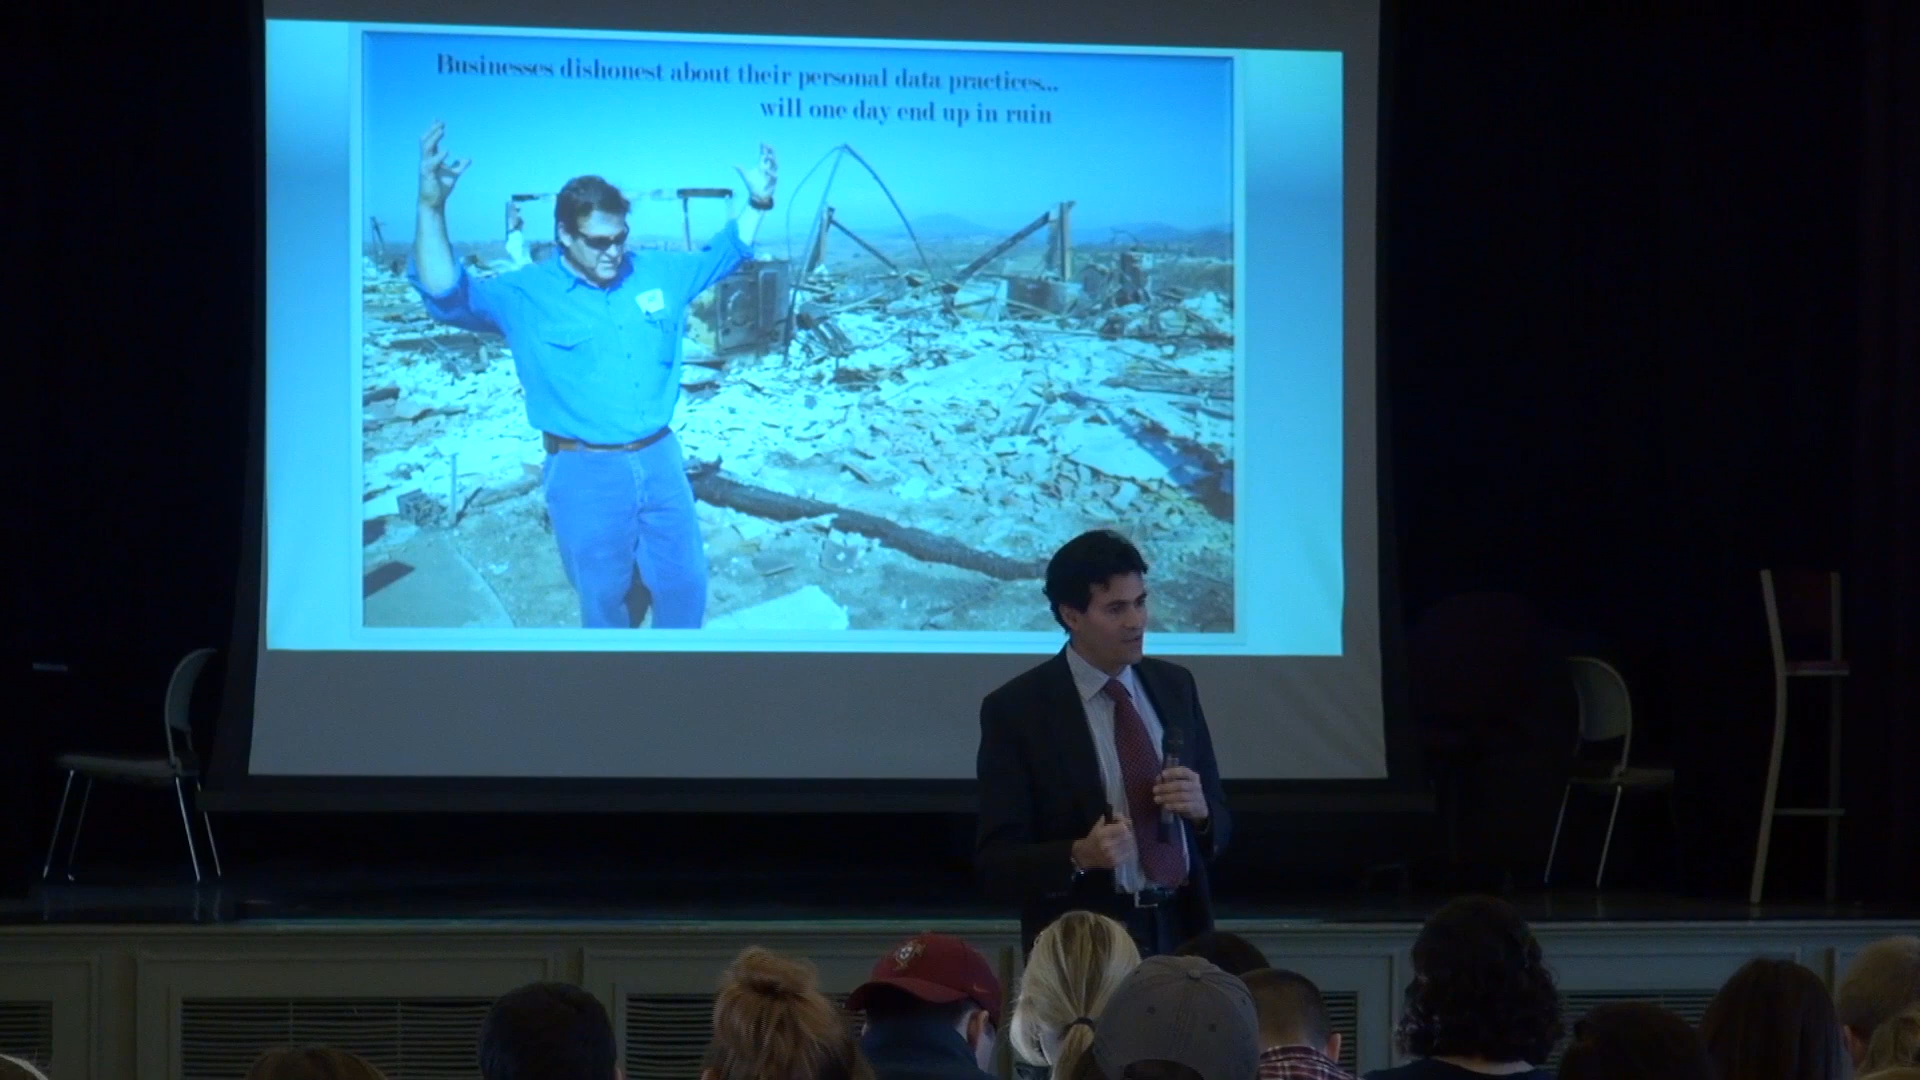 Businesses dishonest about their personal data practices...
will one day end up in ruin